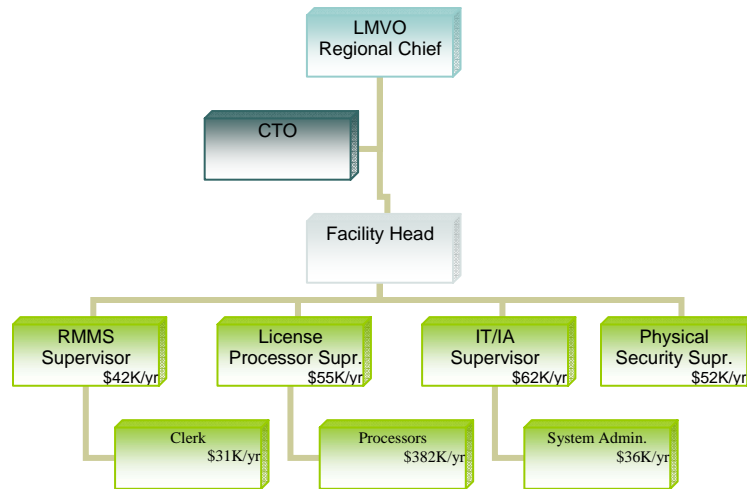 LMVO
Regional Chief
CTO
Facility Head
RMMS
Supervisor
$42K/yr
License
Processor Supr.
$55K/yr
IT/IA
Supervisor
$62K/yr
Physical
Security Supr.
$52K/yr
Clerk
$31K/yr
Processors
$382K/yr
System Admin.
$36K/yr